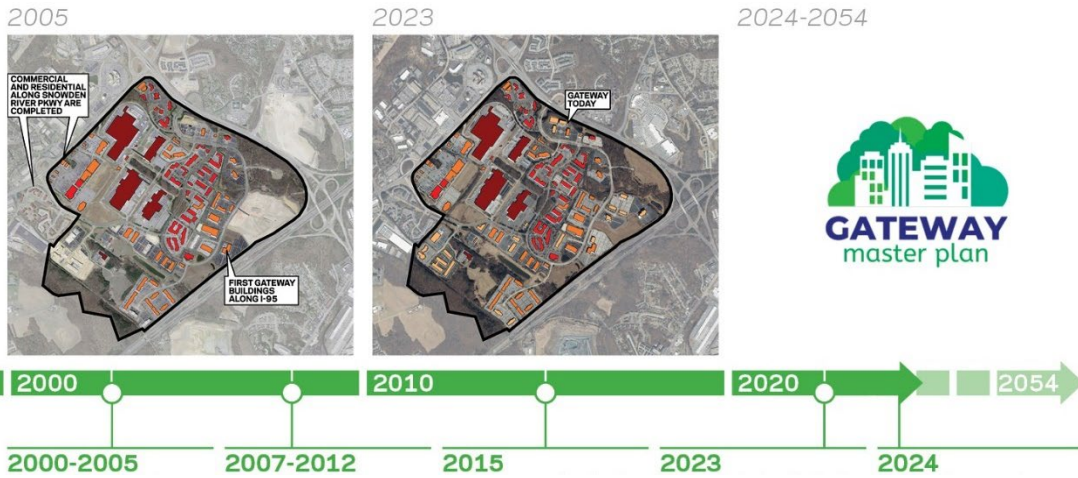 2005
2023
2024-2054
COMMERCIAL
AND RESIDENTIAL
ALONG SNOWDEN
RIVER PKWY ARE
COMPLETED
FIRST GATEWAY
BUILDINGS
ALONG I-95
GATEWAY
TODAY
GATEWAY
master plan
2000
2010
2020
2054
2000-2005
2007-2012
2015
2023
2024